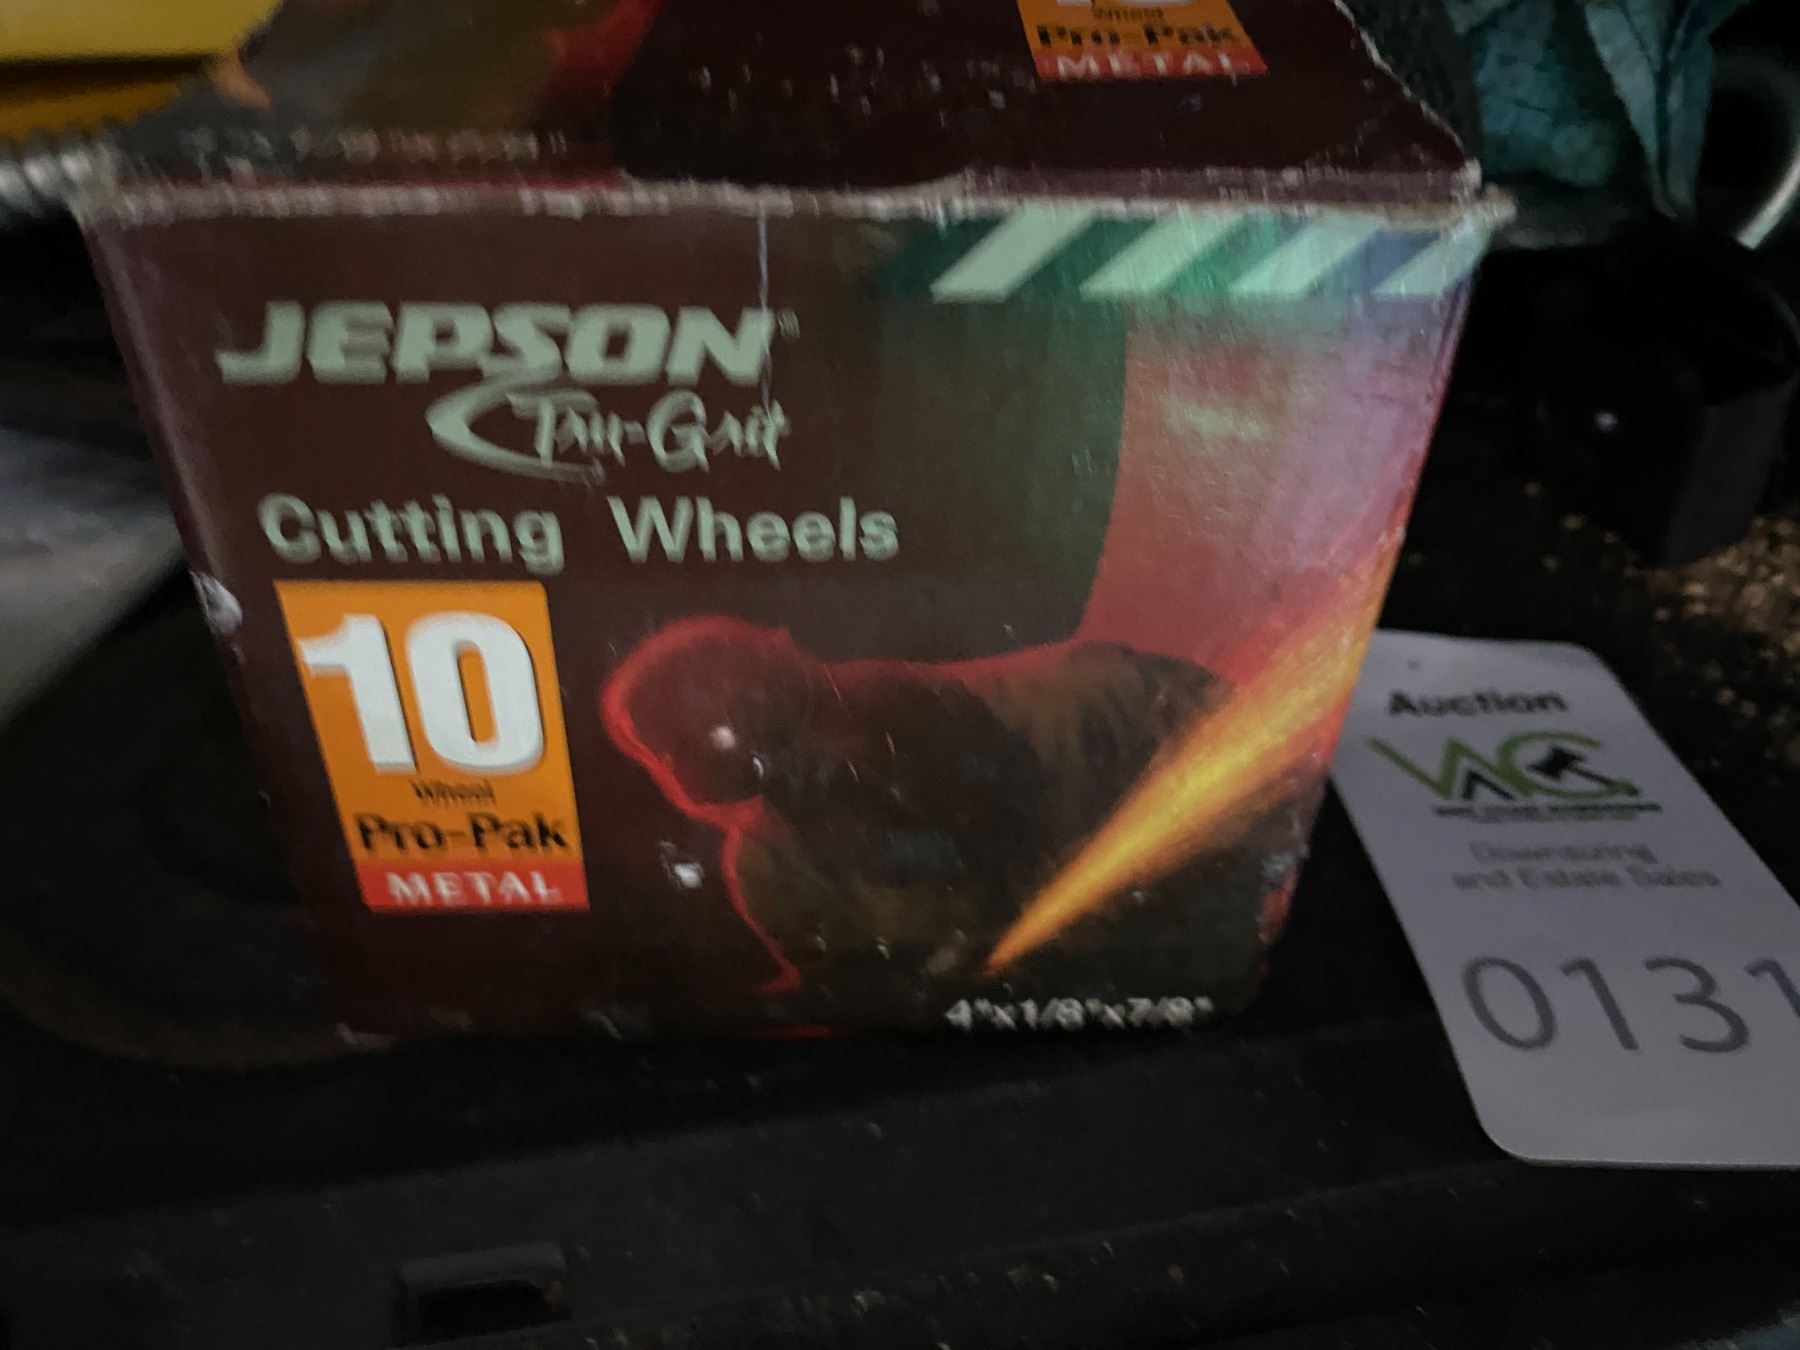 Wheel
Pro-Pak
METAL
JEPSON®
Tru-Grit
Cutting Wheels
10
Wheel
Pro-Pak
METAL
4"x1/8"x7/8"
Auction
Downsizing
and Estate Sales
0131